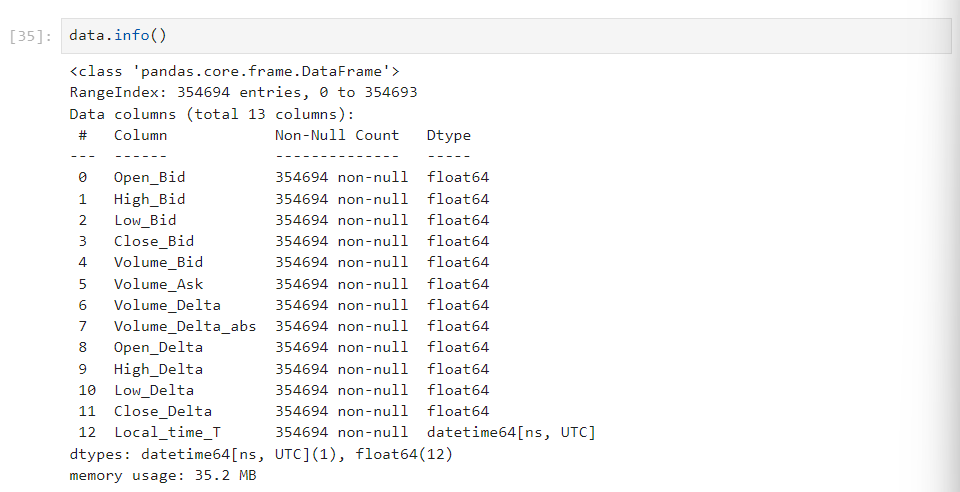 [35]: data.info()
<class 'pandas.core.frame.DataFrame'>
RangeIndex: 354694 entries, 0 to 354693
Data columns (total 13 columns):
 #   Column            Non-Null Count   Dtype
---  ------            --------------   -----
 0   Open_Bid          354694 non-null  float64
 1   High_Bid          354694 non-null  float64
 2   Low_Bid           354694 non-null  float64
 3   Close_Bid         354694 non-null  float64
 4   Volume_Bid        354694 non-null  float64
 5   Volume_Ask        354694 non-null  float64
 6   Volume_Delta      354694 non-null  float64
 7   Volume_Delta_abs  354694 non-null  float64
 8   Open_Delta        354694 non-null  float64
 9   High_Delta        354694 non-null  float64
 10  Low_Delta         354694 non-null  float64
 11  Close_Delta       354694 non-null  float64
 12  Local_time_T      354694 non-null  datetime64[ns, UTC]
dtypes: datetime64[ns, UTC](1), float64(12)
memory usage: 35.2 MB